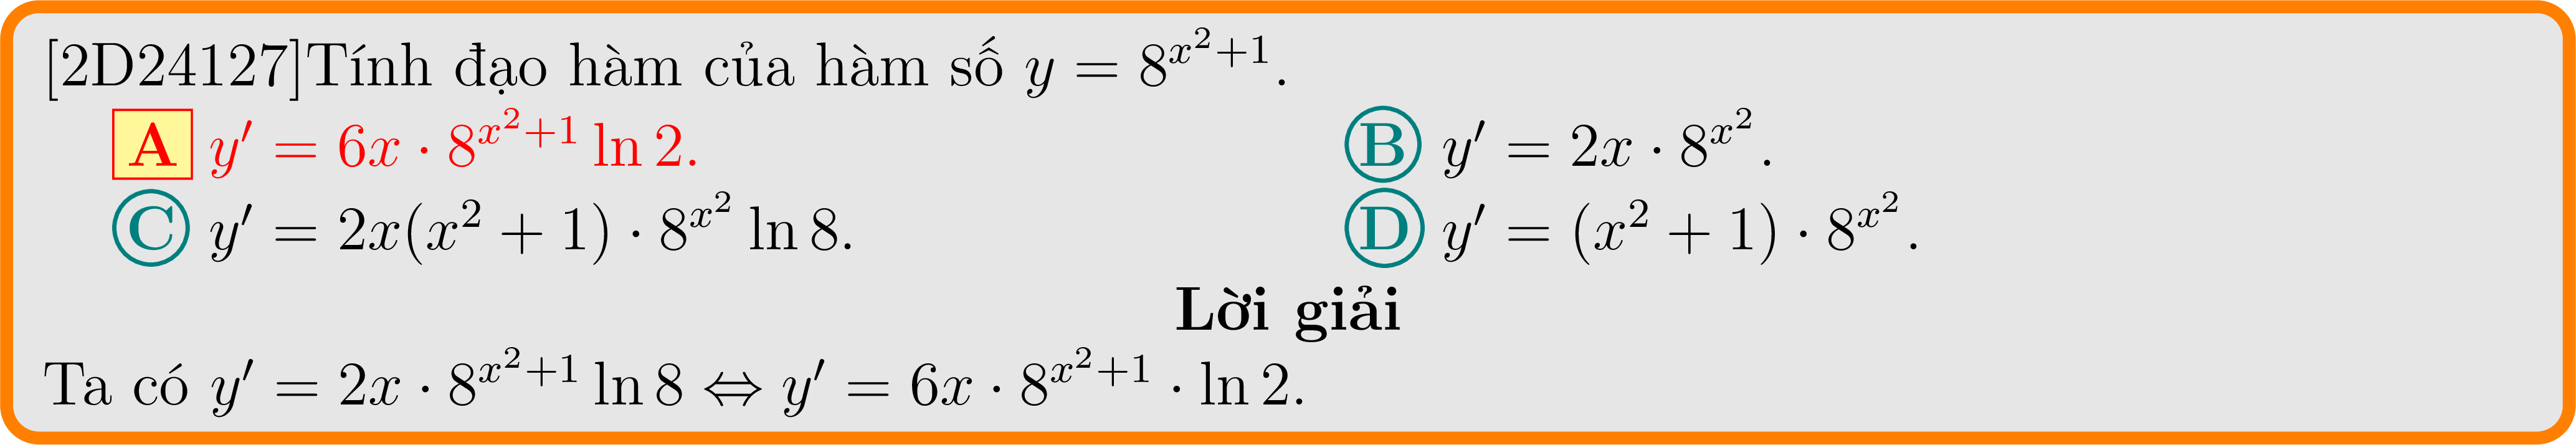 [2D24127]Tính đạo hàm của hàm số $y = 8^{x^2+1}$.
A $y' = 6x \cdot 8^{x^2+1} \ln 2$. B $y' = 2x \cdot 8^{x^2}$.
C $y' = 2x(x^2 + 1) \cdot 8^{x^2} \ln 8$. D $y' = (x^2 + 1) \cdot 8^{x^2}$.
Lời giải
Ta có $y' = 2x \cdot 8^{x^2+1} \ln 8 \Leftrightarrow y' = 6x \cdot 8^{x^2+1} \cdot \ln 2$.